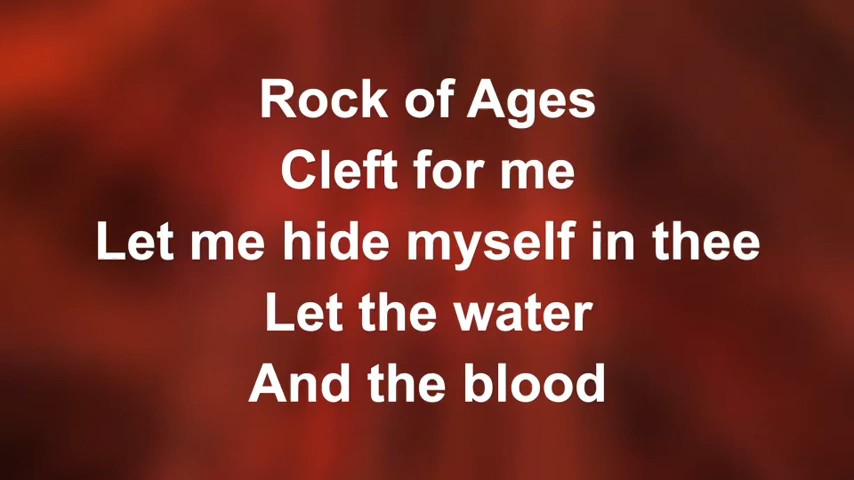 Rock of Ages
Cleft for me
Let me hide myself in thee
Let the water
And the blood